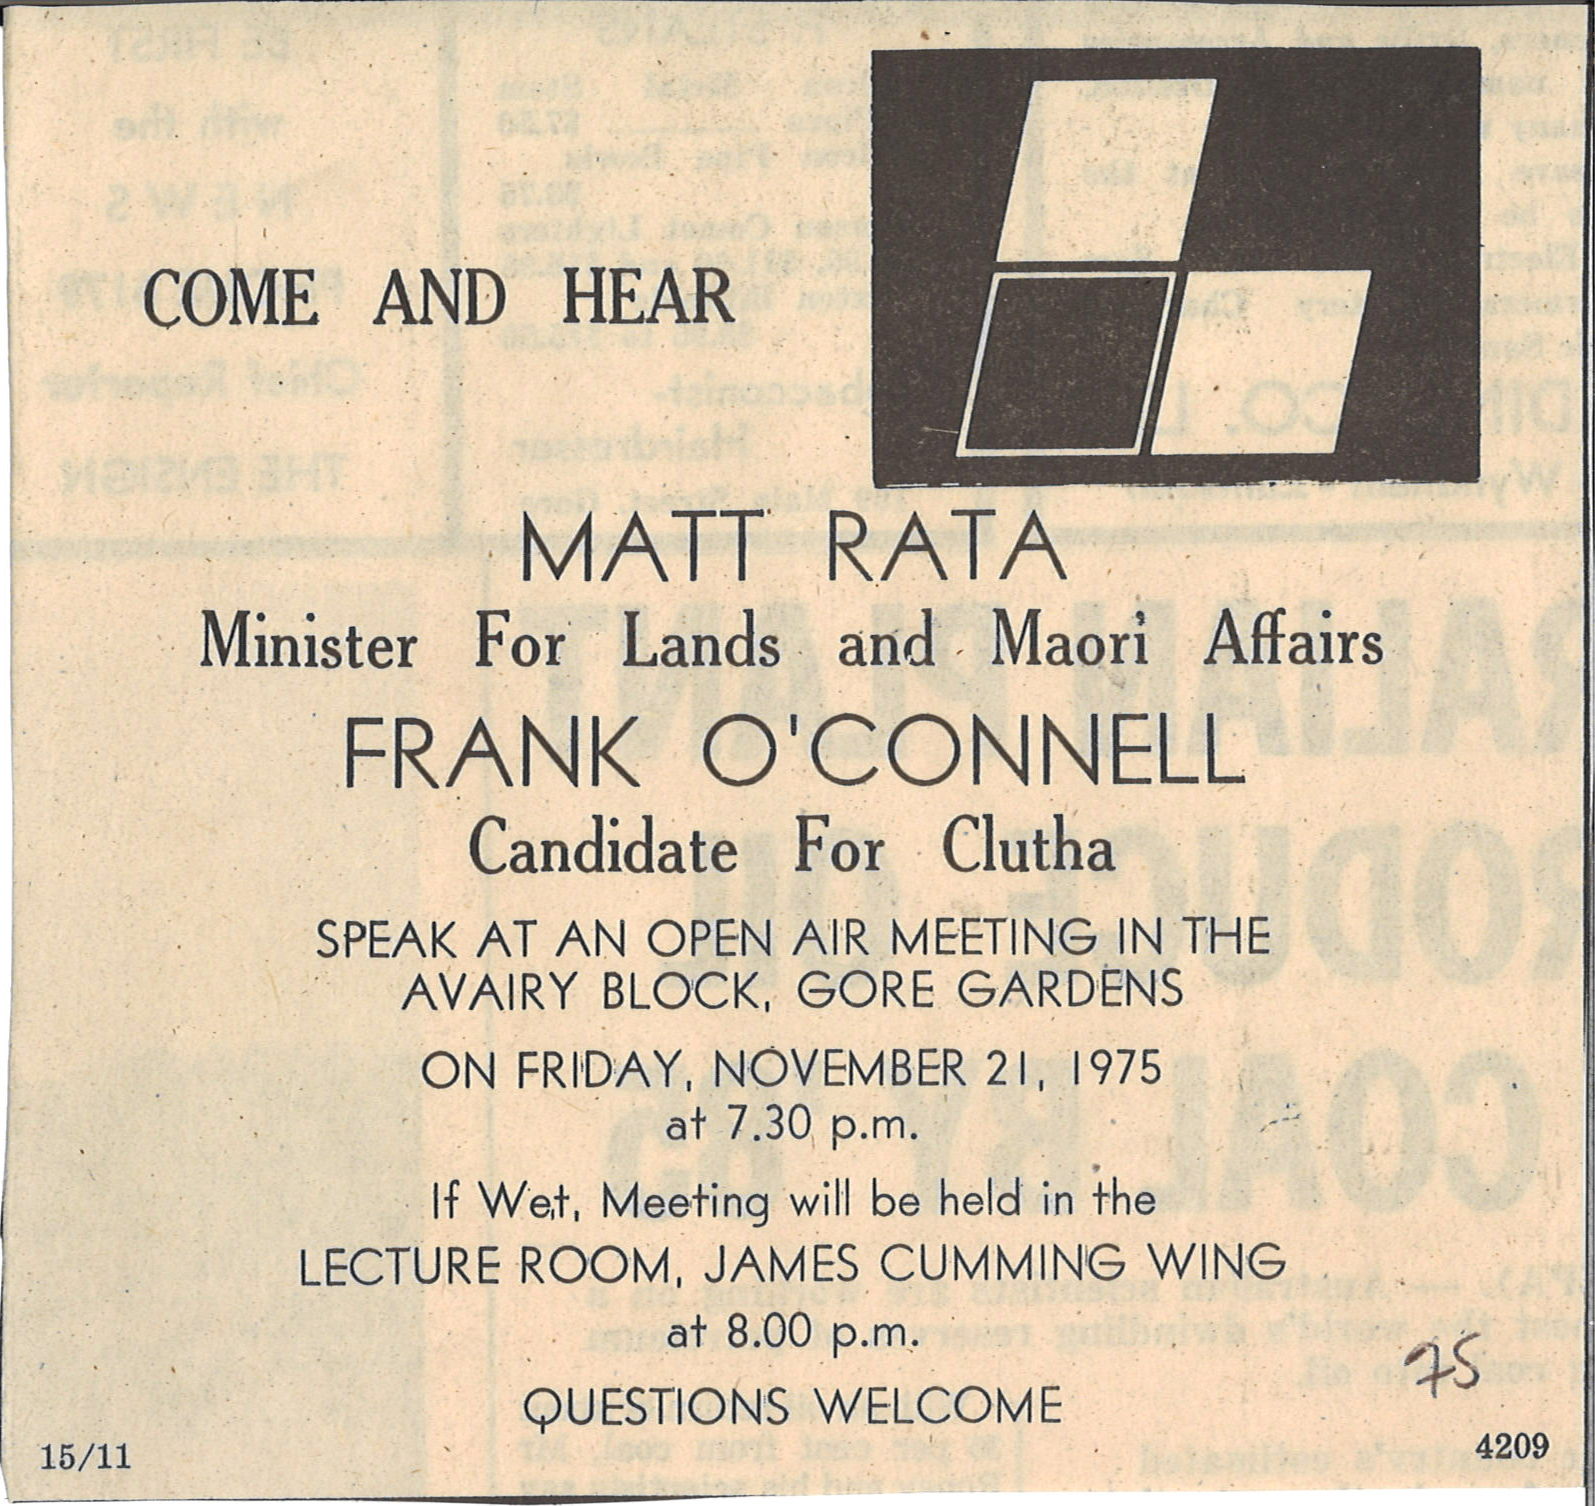 COME AND HEAR
MATT RATA
Minister For Lands and Maori Affairs
FRANK O'CONNELL
Candidate For Clutha
SPEAK AT AN OPEN AIR MEETING IN THE
AVAIRY BLOCK, GORE GARDENS
ON FRIDAY, NOVEMBER 21, 1975
at 7.30 p.m.
If Wet, Meeting will be held in the
LECTURE ROOM, JAMES CUMMING WING
at 8.00 p.m.
75
QUESTIONS WELCOME
15/11
4209